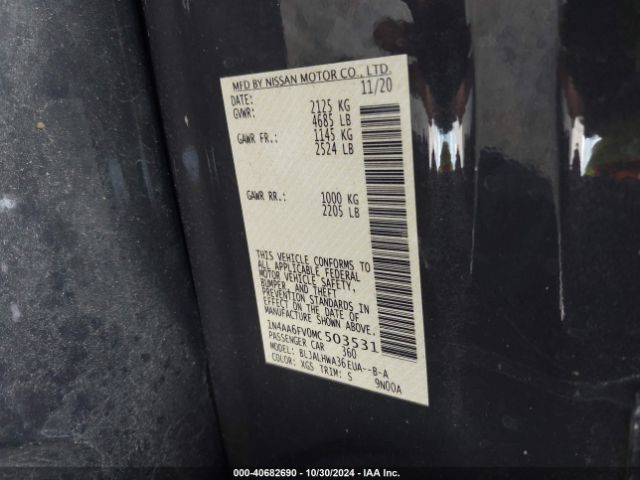 MFD BY NISSAN MOTOR CO., LTD.
DATE: 11/20
GVWR: 2125 KG
4685 LB
GAWR FR.: 1145 KG
2524 LB
GAWR RR.: 1000 KG
2205 LB
THIS VEHICLE CONFORMS TO
ALL APPLICABLE FEDERAL
MOTOR VEHICLE SAFETY,
BUMPER, AND THEFT
PREVENTION STANDARDS IN
EFFECT ON THE DATE OF
MANUFACTURE SHOWN ABOVE.
1N4AA6FV0MC503531
PASSENGER CAR 360
MODEL: BLJALHWA36EUA--B-A
COLOR: XGS TRIM: S 9N00A
000-40682690 - 10/30/2024 - IAA Inc.